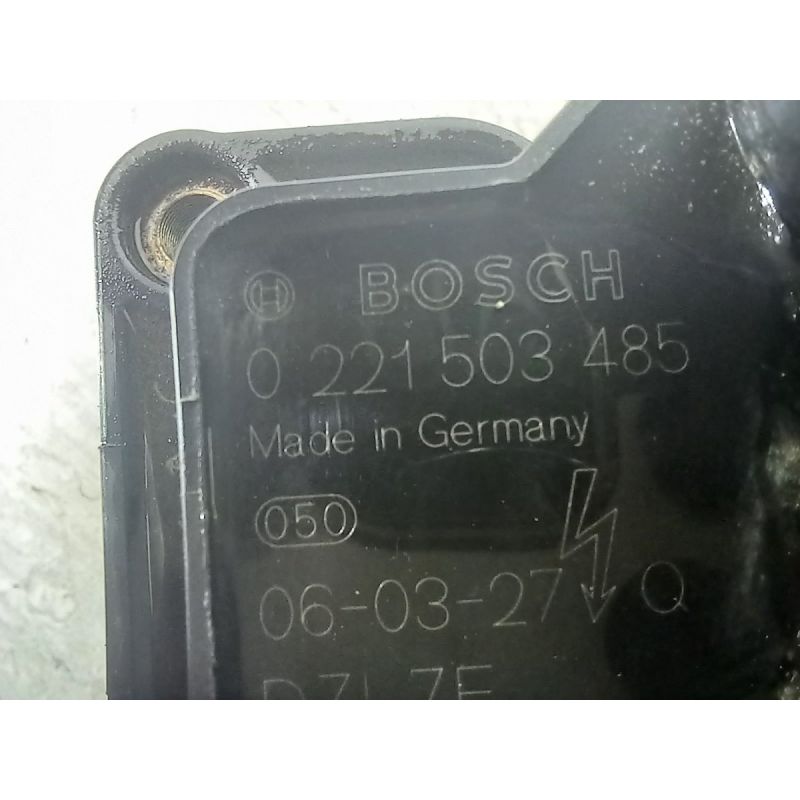 BOSCH
0 221 503 485
Made in Germany
050
06-03-27 Q